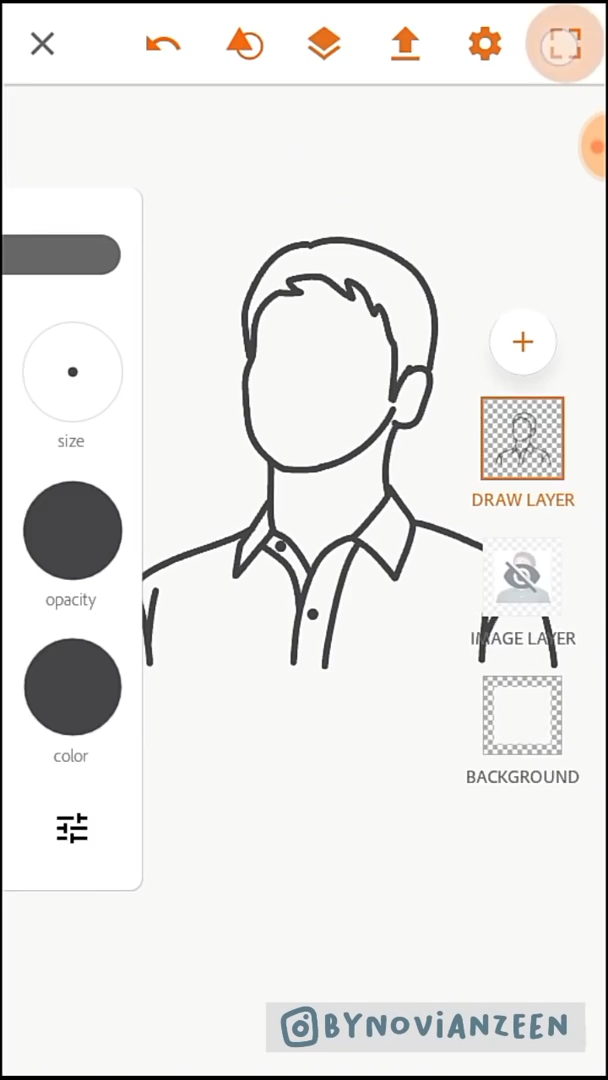 size
DRAW LAYER
opacity
IMAGE LAYER
color
BACKGROUND
BYNOVIANZEEN